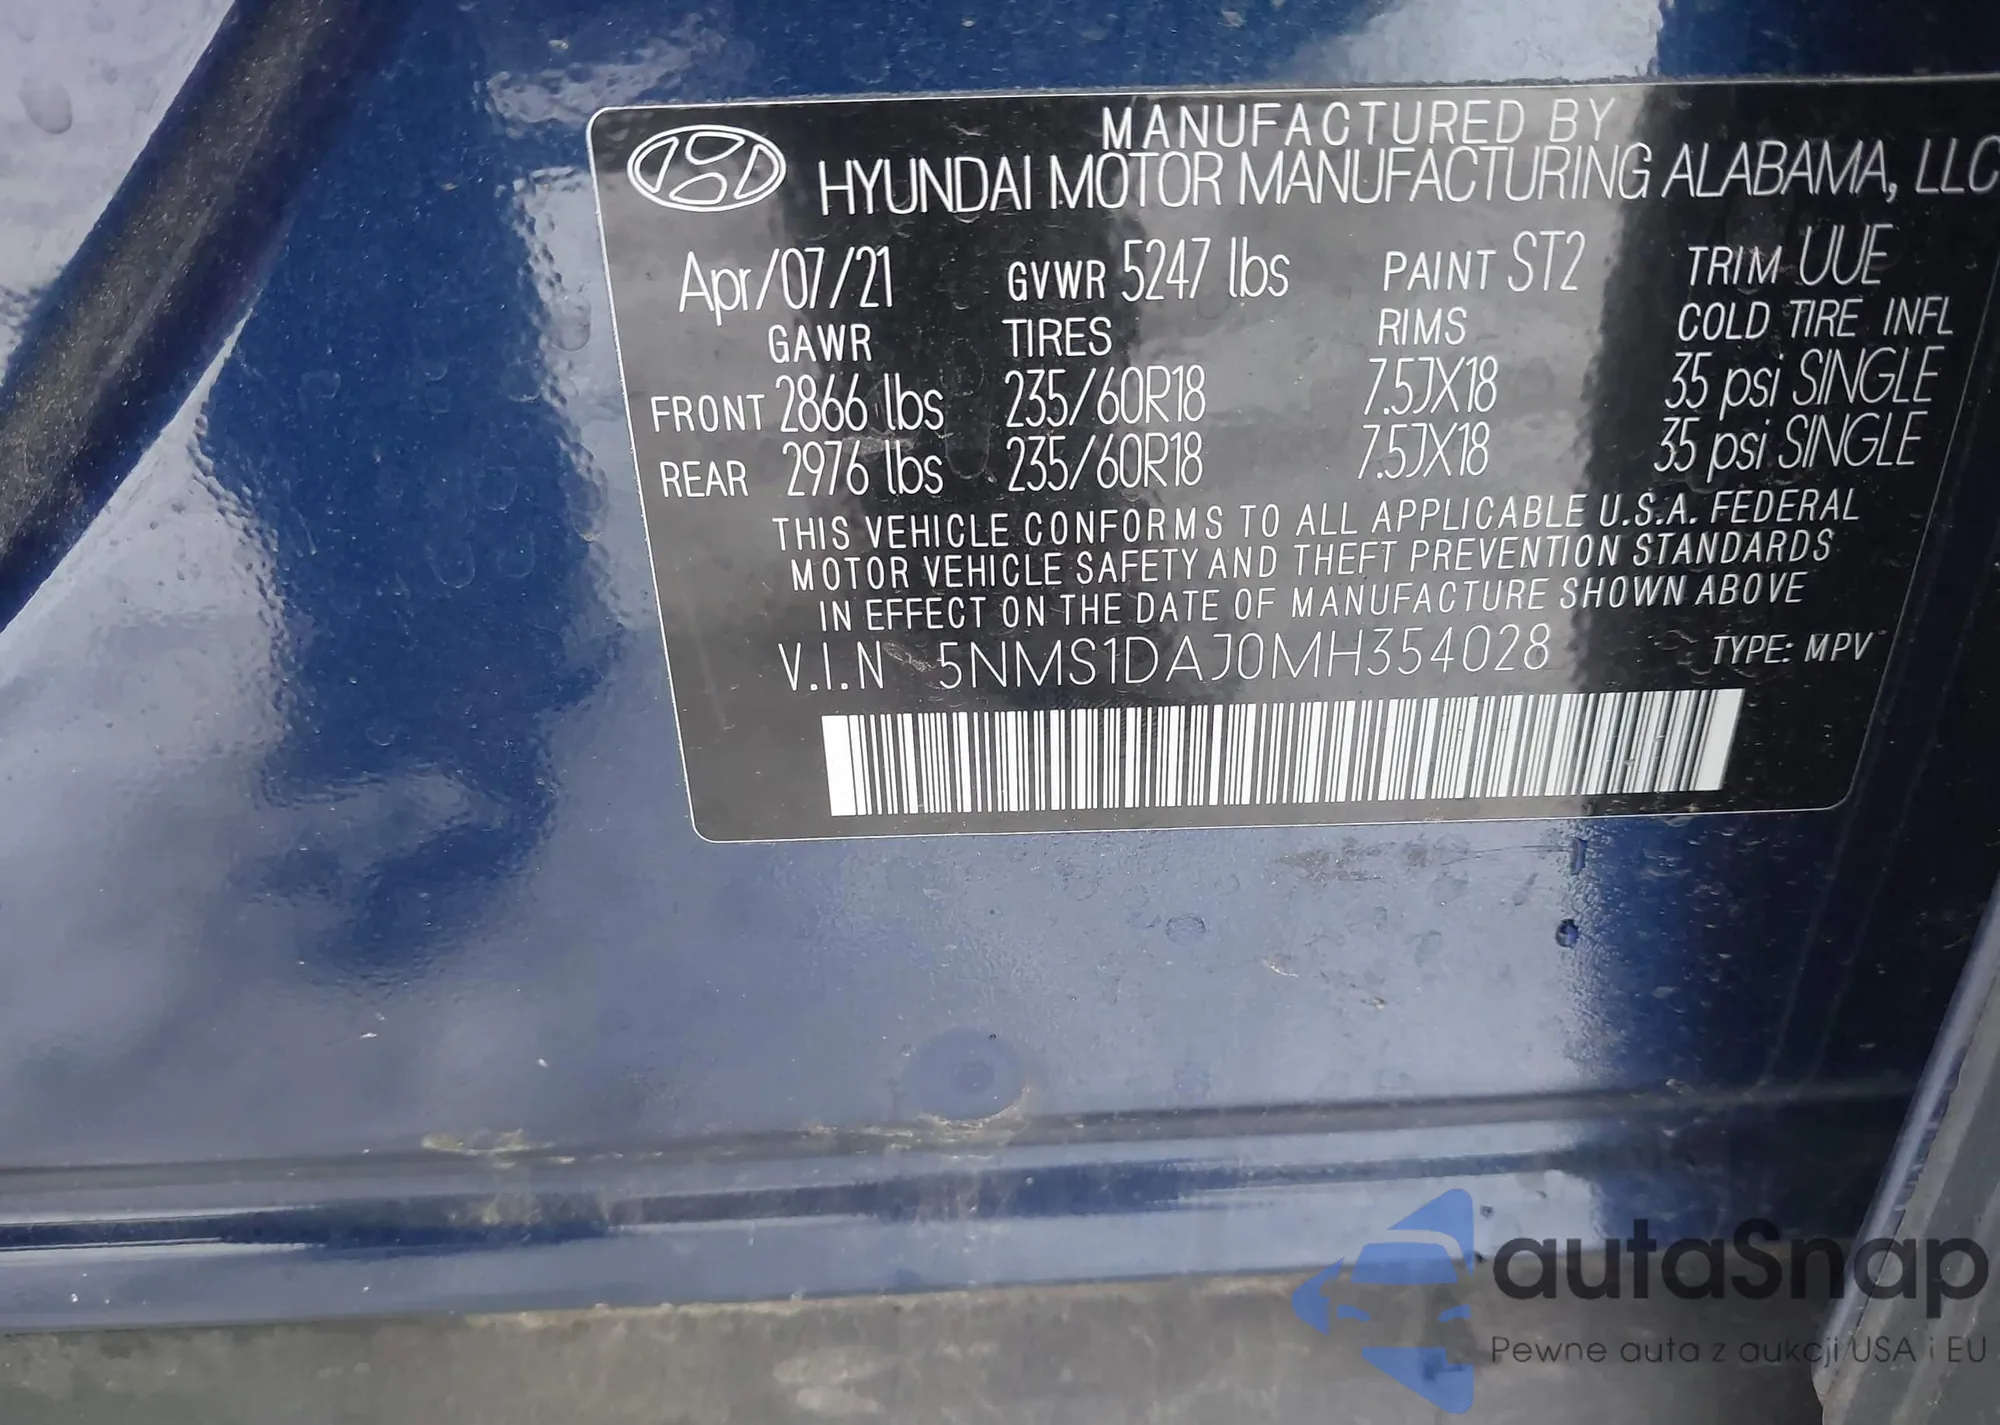 MANUFACTURED BY
HYUNDAI MOTOR MANUFACTURING ALABAMA, LLC
Apr/07/21 GVWR 5247 lbs PAINT ST2 TRIM UUE
GAWR TIRES RIMS COLD TIRE INFL
FRONT 2866 lbs 235/60R18 7.5JX18 35 psi SINGLE
REAR 2976 lbs 235/60R18 7.5JX18 35 psi SINGLE
THIS VEHICLE CONFORMS TO ALL APPLICABLE U.S.A. FEDERAL
MOTOR VEHICLE SAFETY AND THEFT PREVENTION STANDARDS
IN EFFECT ON THE DATE OF MANUFACTURE SHOWN ABOVE
V.I.N 5NMS1DAJ0MH354028 TYPE: MPV
autaSnap
Pewne auta z aukcji USA i EU